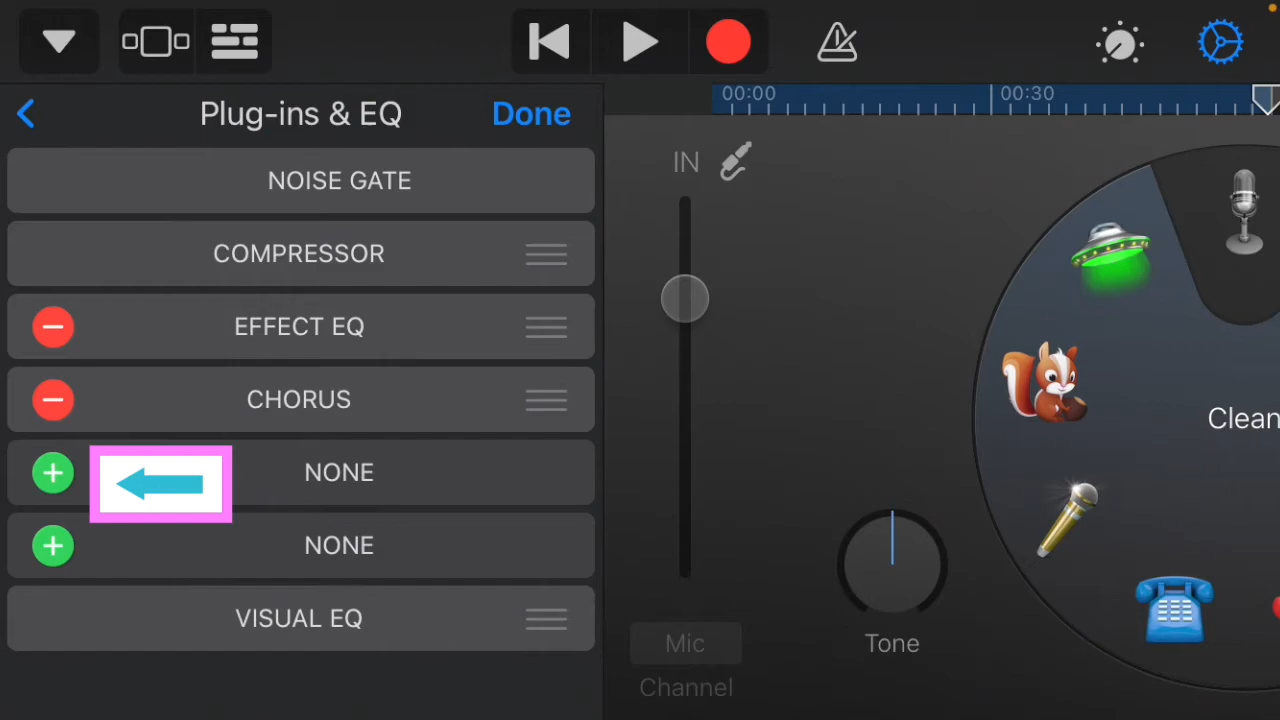 Plug-ins & EQ
Done
00:00
00:30
NOISE GATE
COMPRESSOR
EFFECT EQ
CHORUS
NONE
NONE
VISUAL EQ
IN
Clean
Tone
Mic
Channel